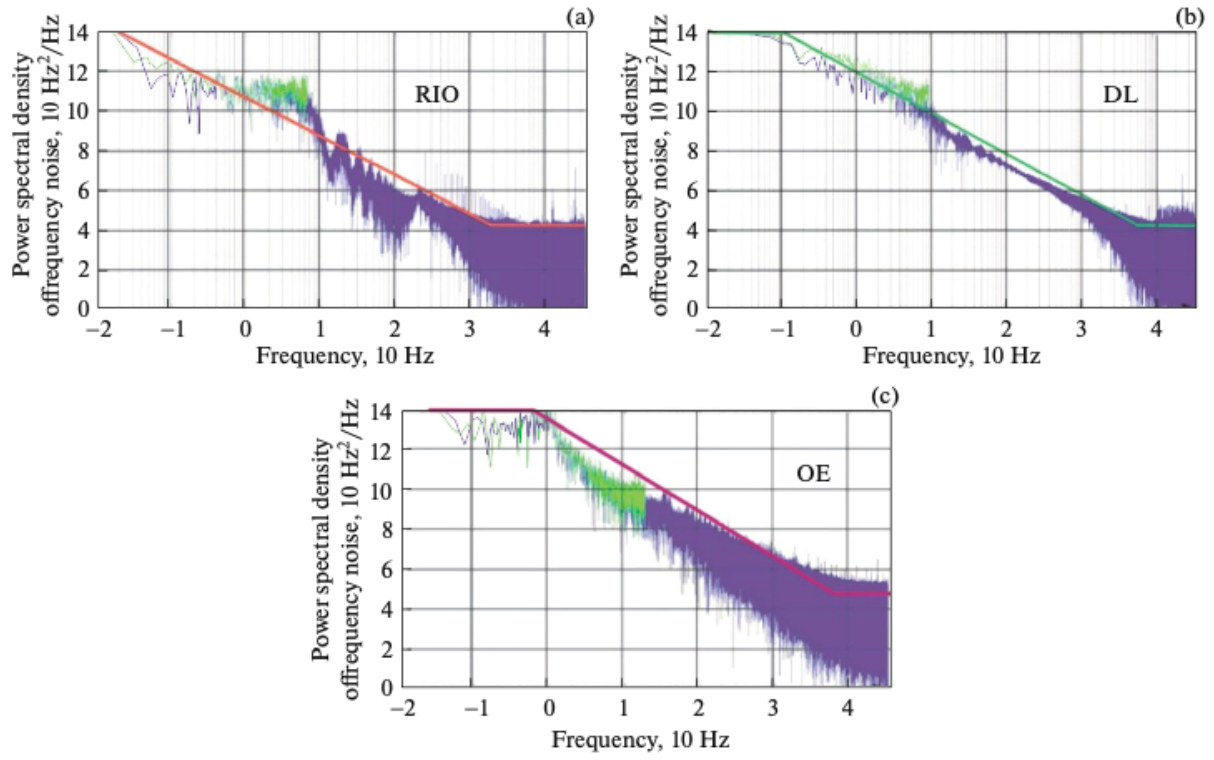 (a)
Power spectral density
offrequency noise, 10 Hz²/Hz
14
12
10
8
6
4
2
0
RIO
−2 −1 0 1 2 3 4
Frequency, 10 Hz
(b)
Power spectral density
offrequency noise, 10 Hz²/Hz
14
12
10
8
6
4
2
0
DL
−2 −1 0 1 2 3 4
Frequency, 10 Hz
(c)
Power spectral density
offrequency noise, 10 Hz²/Hz
14
12
10
8
6
4
2
0
OE
−2 −1 0 1 2 3 4
Frequency, 10 Hz